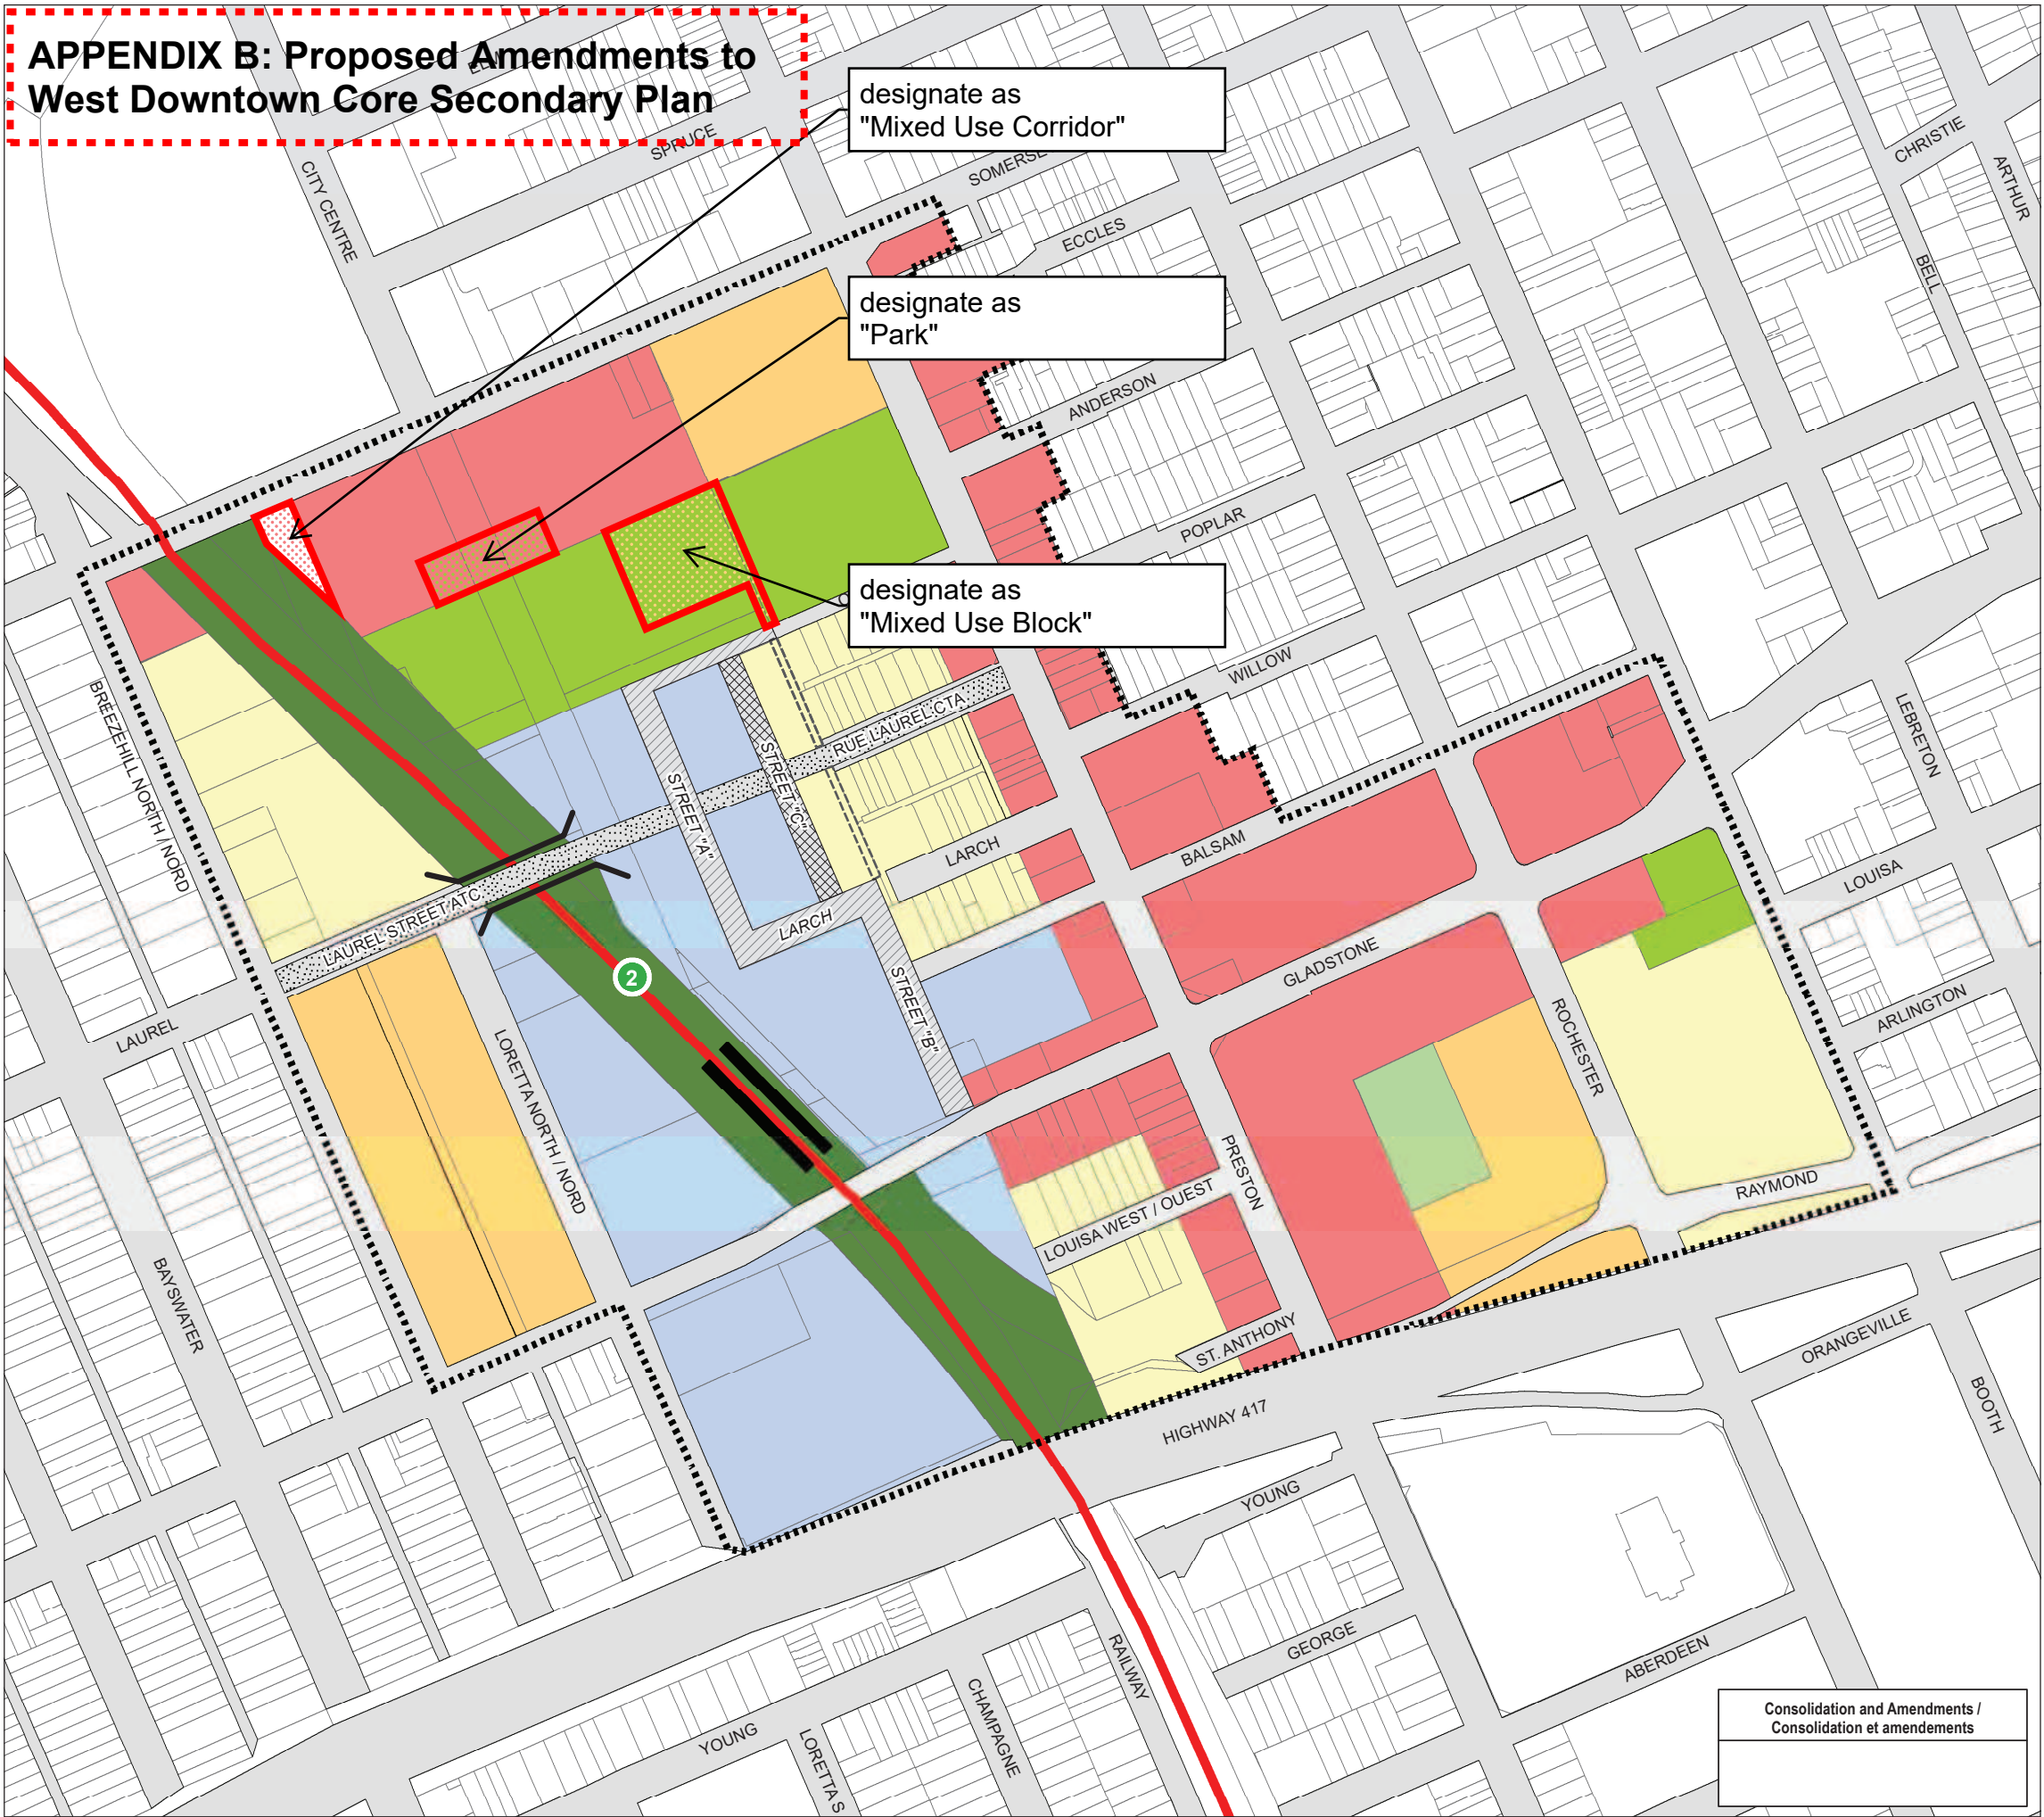 APPENDIX B: Proposed Amendments to
West Downtown Core Secondary Plan
designate as
"Mixed Use Corridor"
designate as
"Park"
designate as
"Mixed Use Block"
ELM
SPRUCE
CITY CENTRE
CHRISTIE
ARTHUR
ECCLES
BELL
ANDERSON
POPLAR
WILLOW
LEBRETON
BREEZEHILL NORTH / NORD
RUE LAUREL CTA
STREET "A"
STREET "C"
LARCH
BALSAM
LOUISA
LAUREL STREET ATC
LARCH
STREET "B"
GLADSTONE
ROCHESTER
ARLINGTON
LAUREL
2
LORETTA NORTH / NORD
PRESTON
RAYMOND
LOUISA WEST / OUEST
BAYSWATER
ST. ANTHONY
ORANGEVILLE
BOOTH
HIGHWAY 417
YOUNG
GEORGE
ABERDEEN
RAILWAY
CHAMPAGNE
YOUNG
LORETTA S
Consolidation and Amendments /
Consolidation et amendements